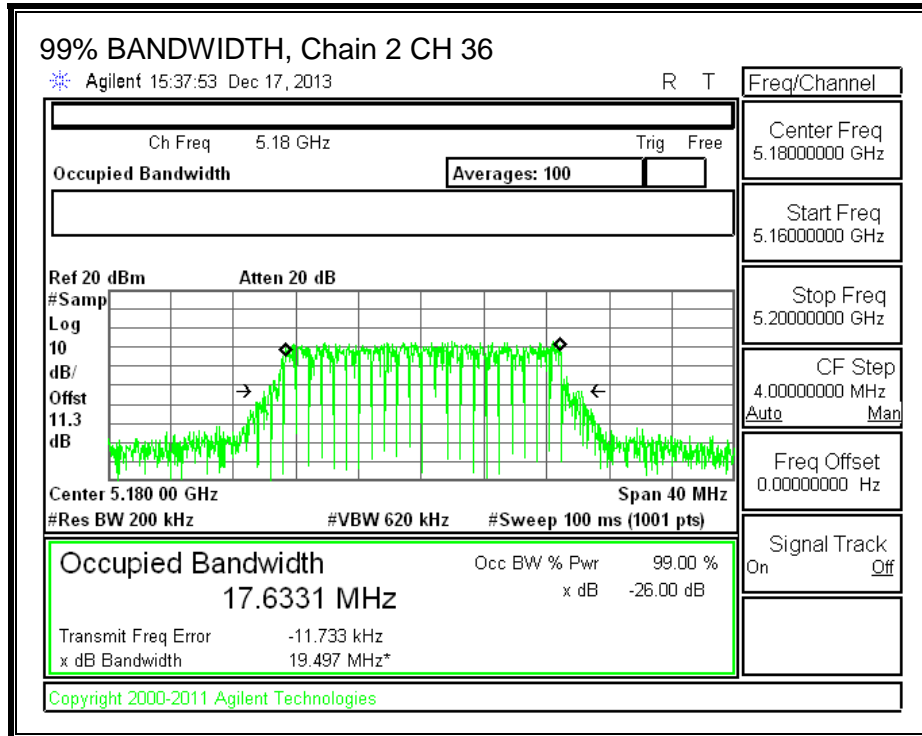 99% BANDWIDTH, Chain 2 CH 36
Agilent 15:37:53 Dec 17, 2013 R T
Freq/Channel
Ch Freq 5.18 GHz Trig Free
Occupied Bandwidth Averages: 100
Center Freq
5.18000000 GHz
Start Freq
5.16000000 GHz
Stop Freq
5.20000000 GHz
CF Step
4.00000000 MHz
Auto Man
Freq Offset
0.00000000 Hz
Signal Track
On Off
Ref 20 dBm Atten 20 dB
#Samp
Log
10
dB/
Offst
11.3
dB
Center 5.180 00 GHz Span 40 MHz
#Res BW 200 kHz #VBW 620 kHz #Sweep 100 ms (1001 pts)
Occupied Bandwidth Occ BW % Pwr 99.00 %
17.6331 MHz x dB -26.00 dB
Transmit Freq Error -11.733 kHz
x dB Bandwidth 19.497 MHz*
Copyright 2000-2011 Agilent Technologies